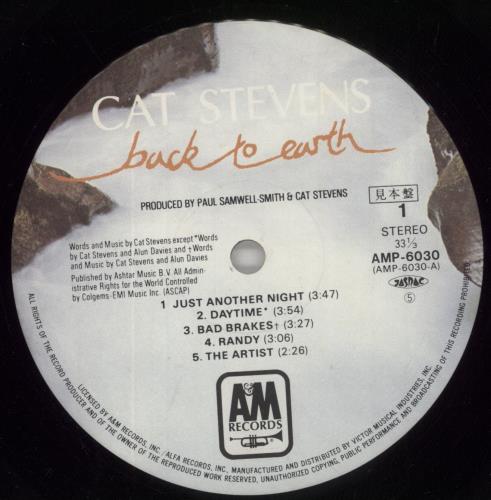 CAT STEVENS
back to earth
PRODUCED BY PAUL SAMWELL-SMITH & CAT STEVENS
見本盤
1
STEREO
33 1/3
AMP-6030
(AMP-6030-A)
JASRAC
⑤
Words and Music by Cat Stevens except *Words
by Cat Stevens and Alun Davies and †Words
and Music by Cat Stevens and Alun Davies
Published by Ashtar Music B.V. All Admin-
istrative Rights for the World Controlled
by Colgems-EMI Music Inc. (ASCAP)
1 JUST ANOTHER NIGHT (3:47)
2. DAYTIME* (3:54)
3. BAD BRAKES† (3:27)
4. RANDY (3:06)
5. THE ARTIST (2:26)
A&M
RECORDS
ALL RIGHTS OF THE RECORD PRODUCER AND OF THE OWNER OF THE REPRODUCED WORK RESERVED. UNAUTHORIZED COPYING, PUBLIC PERFORMANCE AND BROADCASTING OF THIS RECORDING PROHIBITED.
LICENSED BY A&M RECORDS, INC./ALFA RECORDS, INC., MANUFACTURED AND DISTRIBUTED BY VICTOR MUSICAL INDUSTRIES, INC.